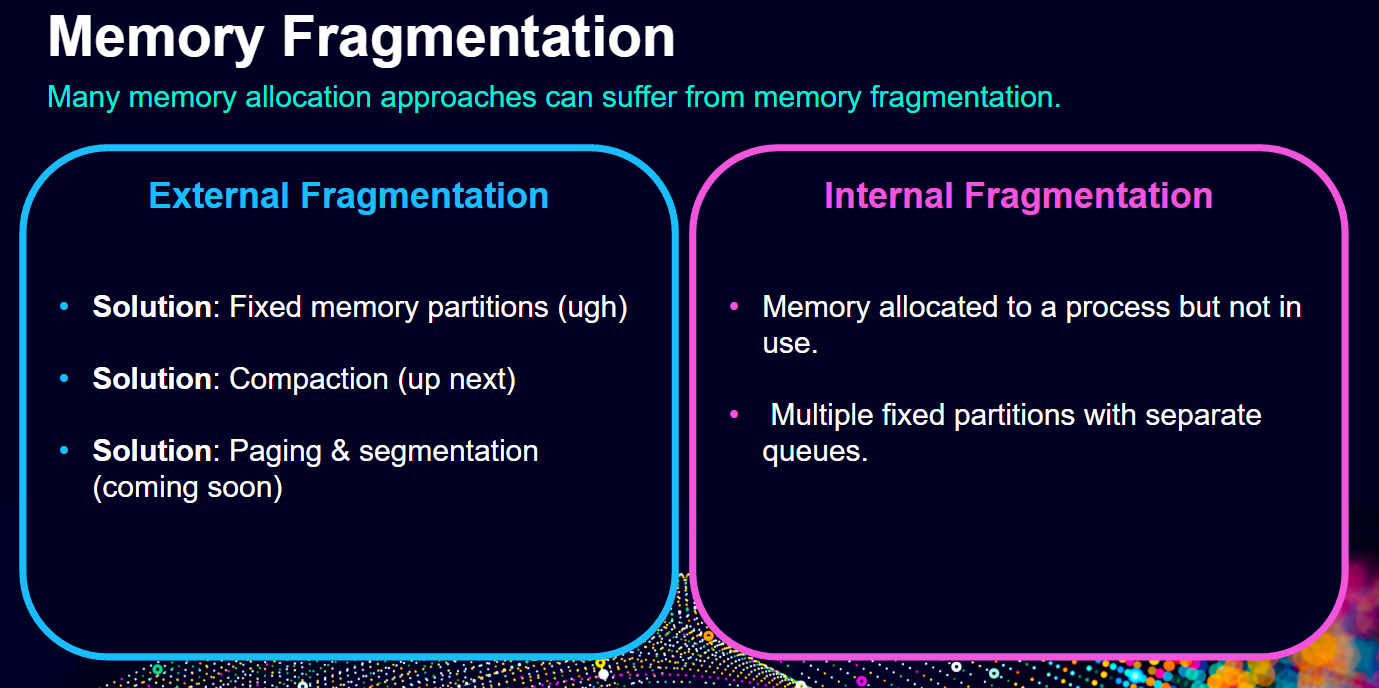 Memory Fragmentation
Many memory allocation approaches can suffer from memory fragmentation.
External Fragmentation
• Solution: Fixed memory partitions (ugh)
• Solution: Compaction (up next)
• Solution: Paging & segmentation
(coming soon)
Internal Fragmentation
• Memory allocated to a process but not in
use.
• Multiple fixed partitions with separate
queues.